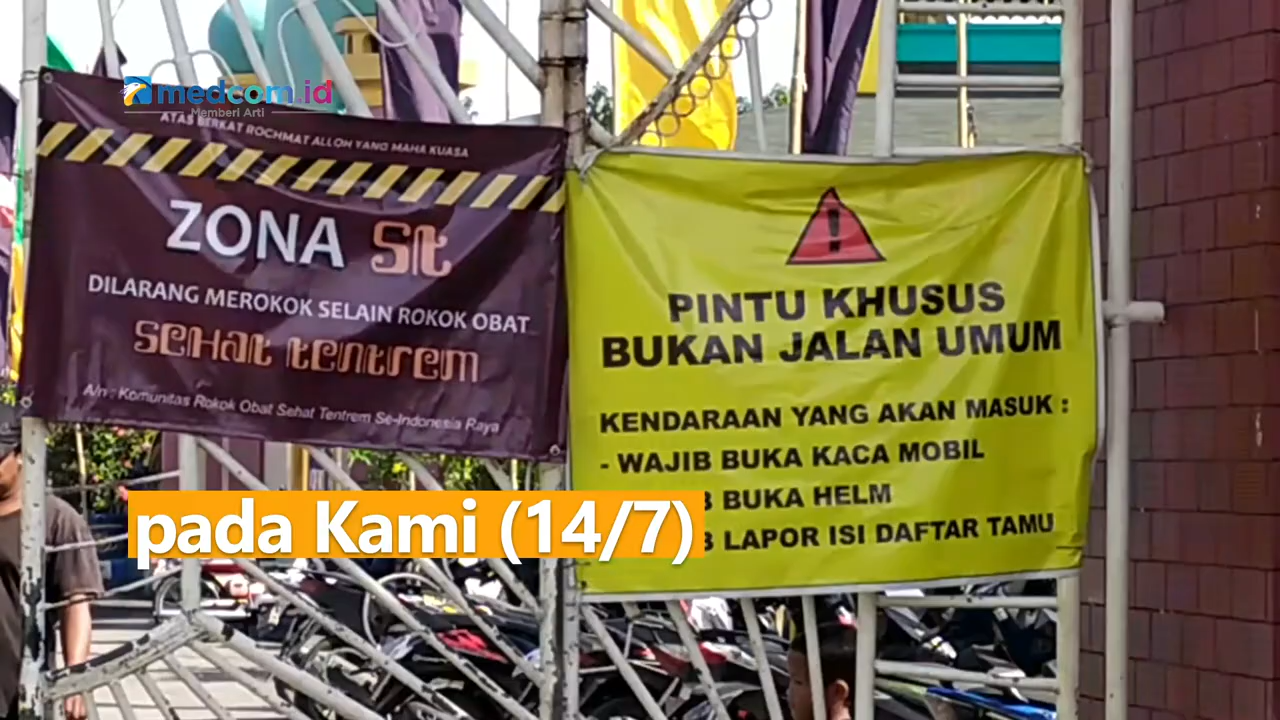 medcom.id
Memberi Arti
ATAS BERKAT ROCHMAT ALLOH YANG MAHA KUASA
ZONA St
DILARANG MEROKOK SELAIN ROKOK OBAT
SEHAT TENTREM
A/n : Komunitas Rokok Obat Sehat Tentrem Se-Indonesia Raya
PINTU KHUSUS
BUKAN JALAN UMUM
KENDARAAN YANG AKAN MASUK :
- WAJIB BUKA KACA MOBIL
BUKA HELM
LAPOR ISI DAFTAR TAMU
pada Kami (14/7)